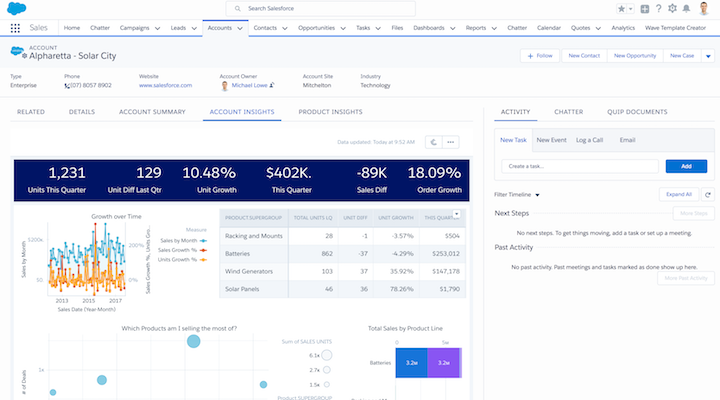 Search Salesforce
Sales Home Chatter Campaigns Leads Accounts Contacts Opportunities Tasks Files Dashboards Reports Chatter Calendar Quotes Analytics Wave Template Creator
ACCOUNT
Alpharetta - Solar City
+ Follow New Contact New Opportunity New Case
Type Phone Website Account Owner Account Site Industry
Enterprise (07) 8057 8902 www.salesforce.com Michael Lowe Mitchelton Technology
RELATED DETAILS ACCOUNT SUMMARY ACCOUNT INSIGHTS PRODUCT INSIGHTS
Data updated: Today at 9:52 AM
1,231 129 10.48% $402K. -89K 18.09%
Units This Quarter Unit Diff Last Qtr Unit Growth This Quarter Sales Diff Order Growth
Growth over Time
Measure
Sales by Month
Sales Growth %
Units Growth %
Sales by Month
$200k
$0
200%
0%
Sales Growth %, Units Gro...
2013 2015 2017
Sales Date (Year-Month)
PRODUCT.SUPERGROUP TOTAL UNITS LQ UNIT DIFF UNIT GROWTH THIS QUART
Racking and Mounts 28 -1 -3.57% $504
Batteries 862 -37 -4.29% $253,012
Wind Generators 103 37 35.92% $147,178
Solar Panels 46 36 78.26% $1,790
Which Products am I selling the most of?
# of Deals
1k
Sum of SALES UNITS
6.1k
2.7k
1.5k
Product SUPERGROUP
Total Sales by Product Line
0 5м
Batteries 3.2м 3.2м
ACTIVITY CHATTER QUIP DOCUMENTS
New Task New Event Log a Call Email
Create a task... Add
Filter Timeline Expand All
Next Steps More Steps
No next steps. To get things moving, add a task or set up a meeting.
Past Activity
No past activity. Past meetings and tasks marked as done show up here.
More Past Activity